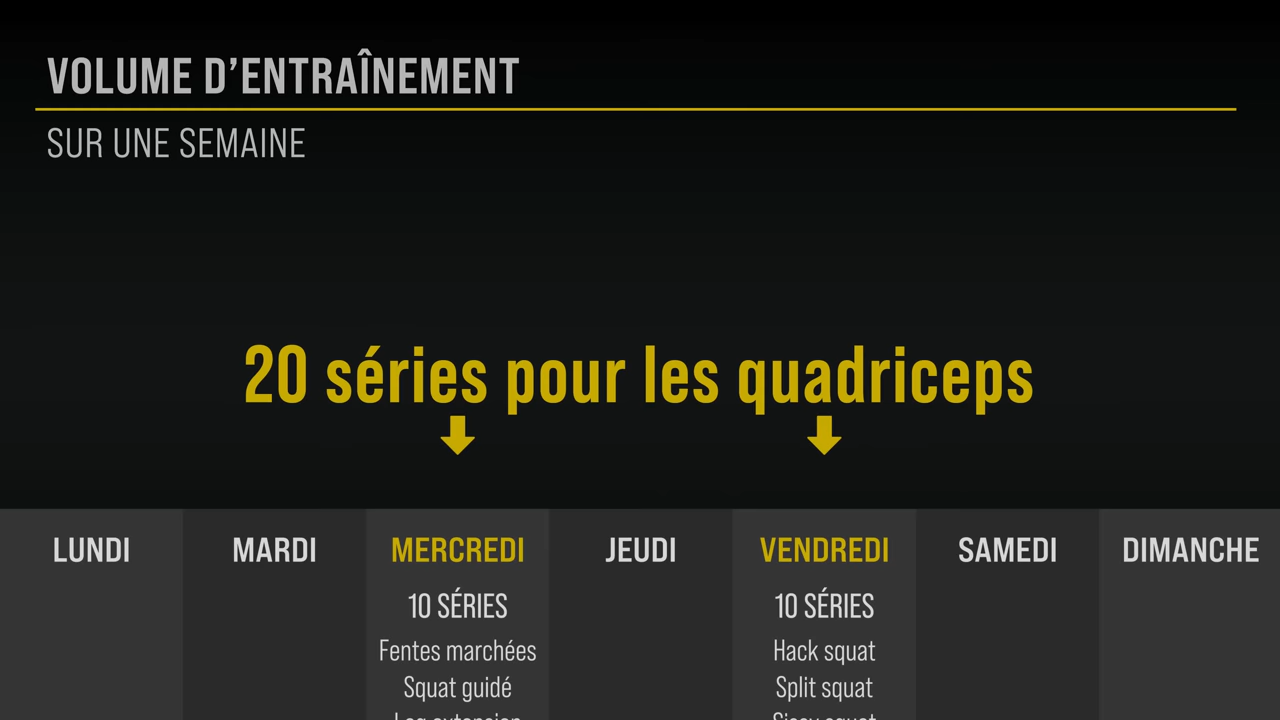 VOLUME D’ENTRAÎNEMENT
SUR UNE SEMAINE
20 séries pour les quadriceps
LUNDI MARDI MERCREDI JEUDI VENDREDI SAMEDI DIMANCHE
10 SÉRIES 10 SÉRIES
Fentes marchées Hack squat
Squat guidé Split squat